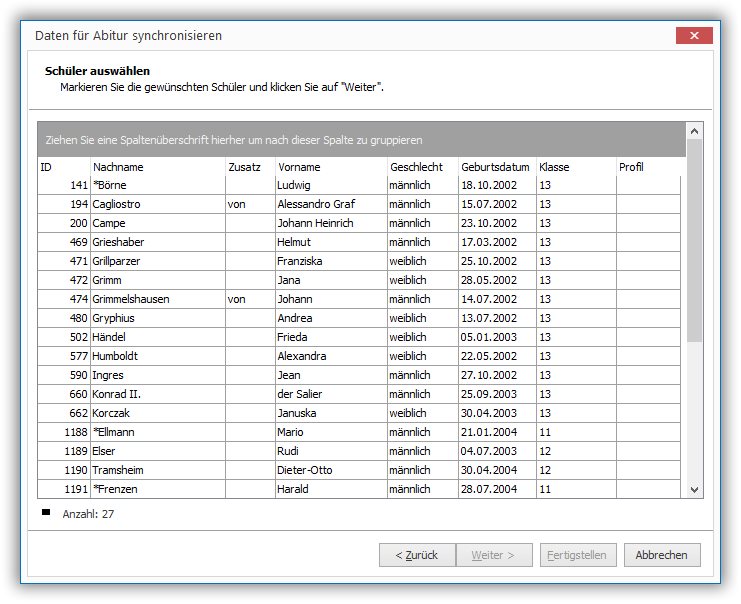 Daten für Abitur synchronisieren
Schüler auswählen
Markieren Sie die gewünschten Schüler und klicken Sie auf "Weiter".
Ziehen Sie eine Spaltenüberschrift hierher um nach dieser Spalte zu gruppieren
ID Nachname Zusatz Vorname Geschlecht Geburtsdatum Klasse Profil
141 *Börne Ludwig männlich 18.10.2002 13
194 Cagliostro von Alessandro Graf männlich 15.07.2002 13
200 Campe Johann Heinrich männlich 23.10.2002 13
469 Grieshaber Helmut männlich 17.03.2002 13
471 Grillparzer Franziska weiblich 25.10.2002 13
472 Grimm Jana weiblich 28.05.2002 13
474 Grimmelshausen von Johann männlich 14.07.2002 13
480 Gryphius Andrea weiblich 13.07.2002 13
502 Händel Frieda weiblich 05.01.2003 13
577 Humboldt Alexandra weiblich 22.05.2002 13
590 Ingres Jean männlich 27.10.2002 13
660 Konrad II. der Salier männlich 25.09.2003 13
662 Korczak Januska weiblich 30.04.2003 13
1188 *Ellmann Mario männlich 21.01.2004 11
1189 Elser Rudi männlich 04.07.2003 12
1190 Tramsheim Dieter-Otto männlich 30.04.2004 12
1191 *Frenzen Harald männlich 28.07.2004 11
Anzahl: 27
< Zurück Weiter > Fertigstellen Abbrechen